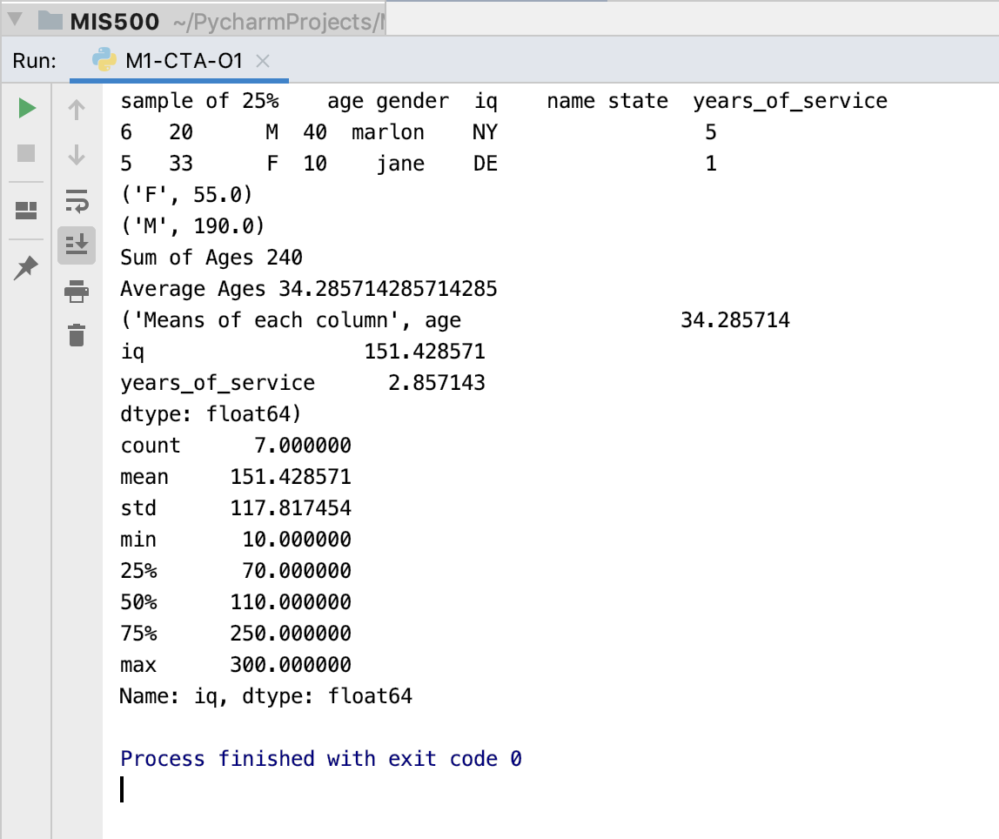 MIS500 ~/PycharmProjects/
Run: M1-CTA-O1
sample of 25%    age gender  iq    name state  years_of_service
6   20      M  40  marlon    NY                 5
5   33      F  10    jane    DE                 1
('F', 55.0)
('M', 190.0)
Sum of Ages 240
Average Ages 34.285714285714285
('Means of each column', age                  34.285714
iq                  151.428571
years_of_service      2.857143
dtype: float64)
count      7.000000
mean     151.428571
std      117.817454
min       10.000000
25%       70.000000
50%      110.000000
75%      250.000000
max      300.000000
Name: iq, dtype: float64
Process finished with exit code 0